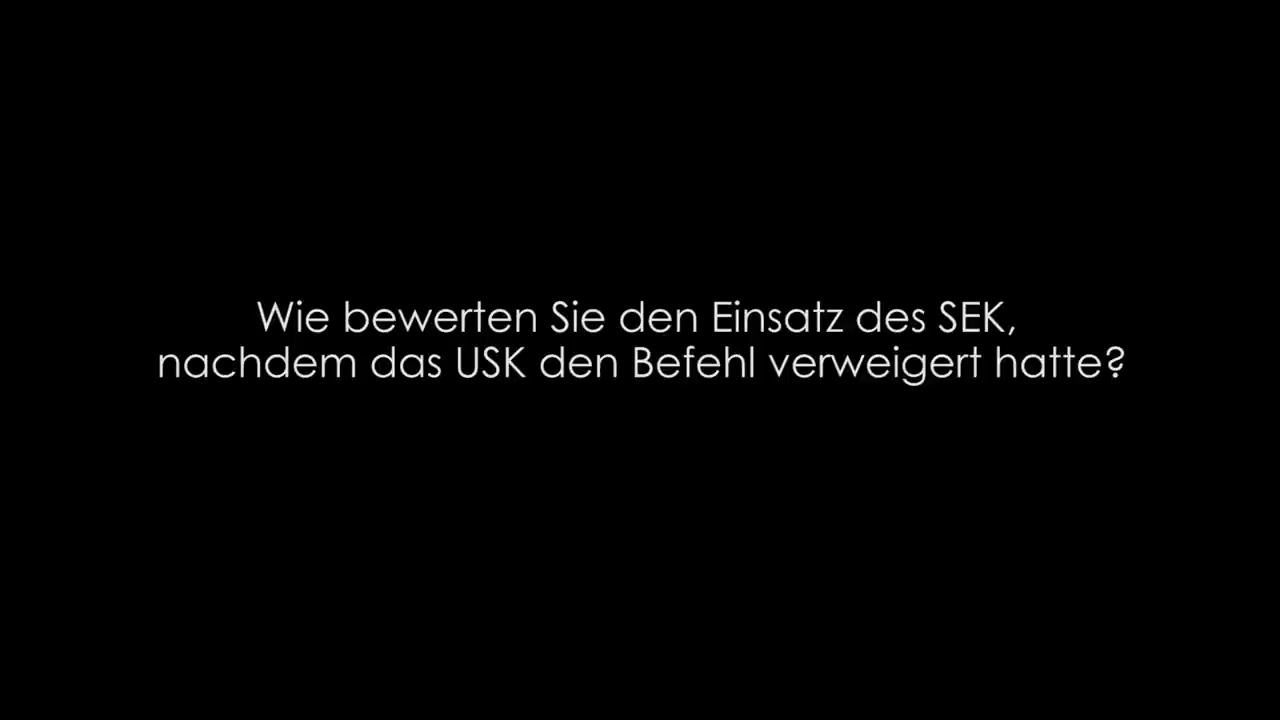 Wie bewerten Sie den Einsatz des SEK,
nachdem das USK den Befehl verweigert hatte?